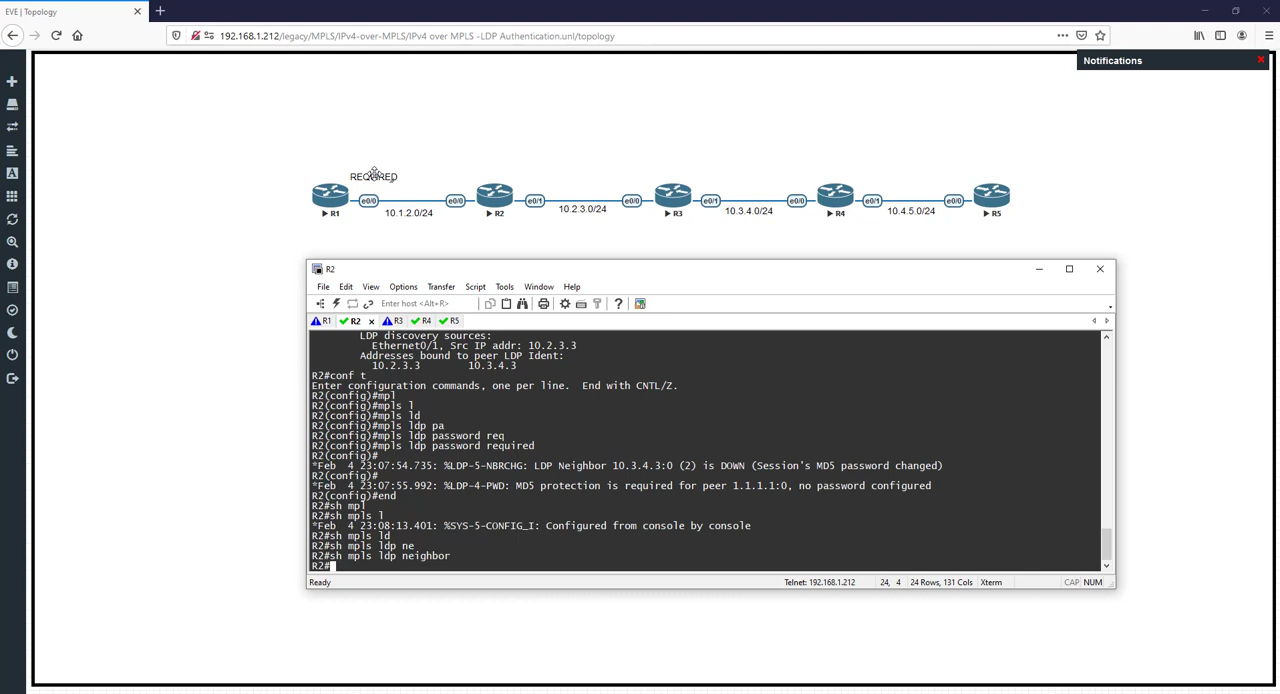 EVE | Topology
192.168.1.212/legacy/MPLS/IPv4-over-MPLS/IPv4 over MPLS -LDP Authentication.unl/topology
Notifications
REQUIRED
e0/0 e0/0 e0/1 e0/0 e0/1 e0/0 e0/1 e0/0
R1 10.1.2.0/24 R2 10.2.3.0/24 R3 10.3.4.0/24 R4 10.4.5.0/24 R5
R2
File Edit View Options Transfer Script Tools Window Help
Enter host <Alt+R>
R1 R2 R3 R4 R5
LDP discovery sources:
Ethernet0/1, Src IP addr: 10.2.3.3
Addresses bound to peer LDP Ident:
10.2.3.3 10.3.4.3
R2#conf t
Enter configuration commands, one per line. End with CNTL/Z.
R2(config)#mpl
R2(config)#mpls l
R2(config)#mpls ld
R2(config)#mpls ldp pa
R2(config)#mpls ldp password req
R2(config)#mpls ldp password required
R2(config)#
*Feb 4 23:07:54.735: %LDP-5-NBRCHG: LDP Neighbor 10.3.4.3:0 (2) is DOWN (Session's MD5 password changed)
R2(config)#
*Feb 4 23:07:55.992: %LDP-4-PWD: MD5 protection is required for peer 1.1.1.1:0, no password configured
R2(config)#end
R2#sh mpl
R2#sh mpls l
*Feb 4 23:08:13.401: %SYS-5-CONFIG_I: Configured from console by console
R2#sh mpls ld
R2#sh mpls ldp ne
R2#sh mpls ldp neighbor
R2#
Ready Telnet: 192.168.1.212 24, 4 24 Rows, 131 Cols Xterm CAP NUM